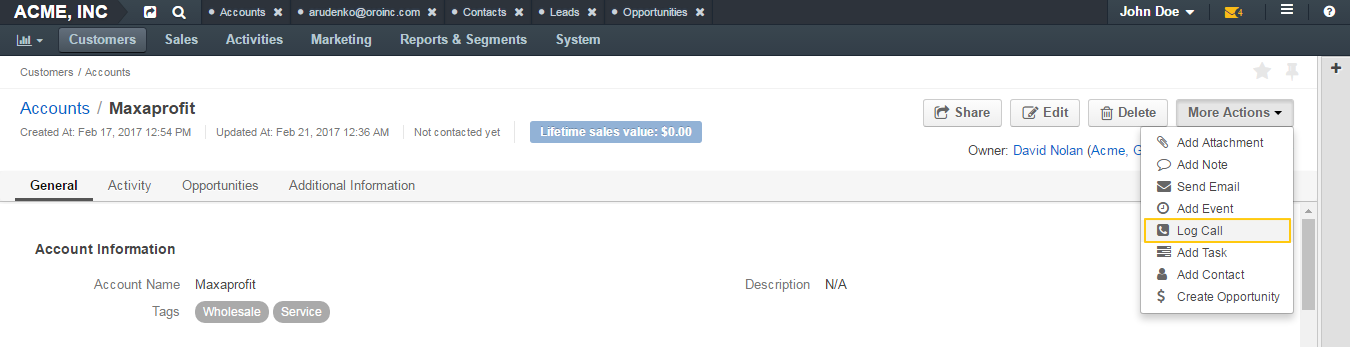 ACME, INC • Accounts × • arudenko@oroinc.com × • Contacts × • Leads × • Opportunities × John Doe 4
Customers Sales Activities Marketing Reports & Segments System
Customers / Accounts
Accounts / Maxaprofit Share Edit Delete More Actions
Created At: Feb 17, 2017 12:54 PM Updated At: Feb 21, 2017 12:36 AM Not contacted yet Lifetime sales value: $0.00
Owner: David Nolan (Acme, G
Add Attachment
Add Note
Send Email
Add Event
Log Call
Add Task
Add Contact
Create Opportunity
General Activity Opportunities Additional Information
Account Information
Account Name Maxaprofit Description N/A
Tags Wholesale Service